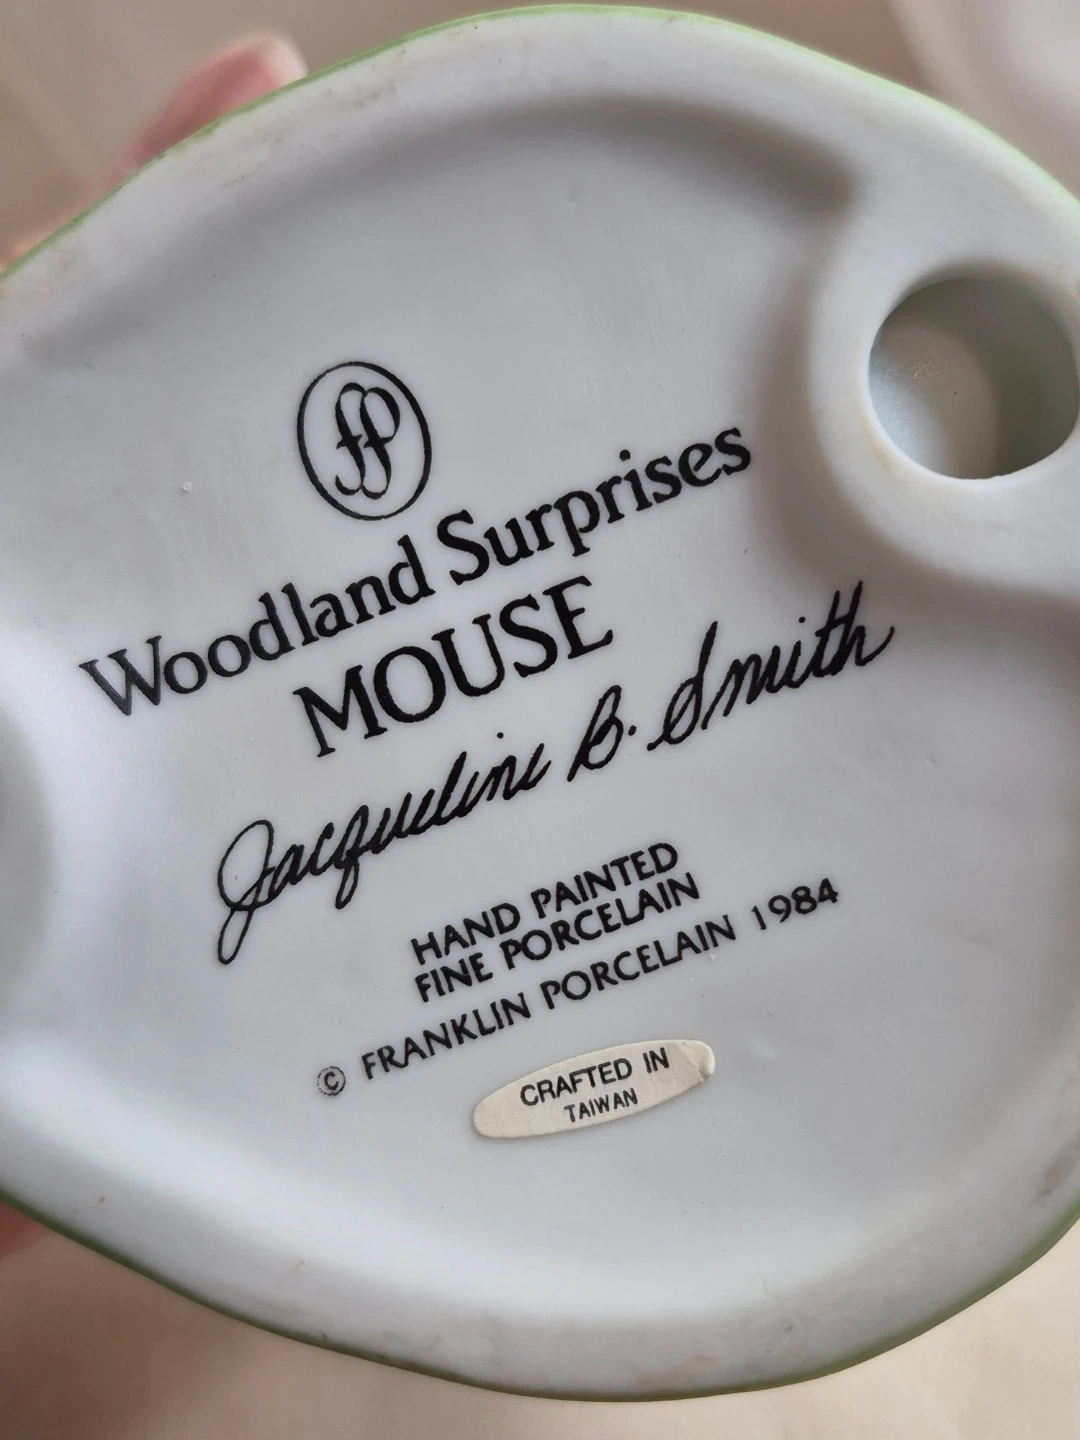 fp
Woodland Surprises
MOUSE
Jacqueline B. Smith
HAND PAINTED
FINE PORCELAIN
© FRANKLIN PORCELAIN 1984
CRAFTED IN
TAIWAN